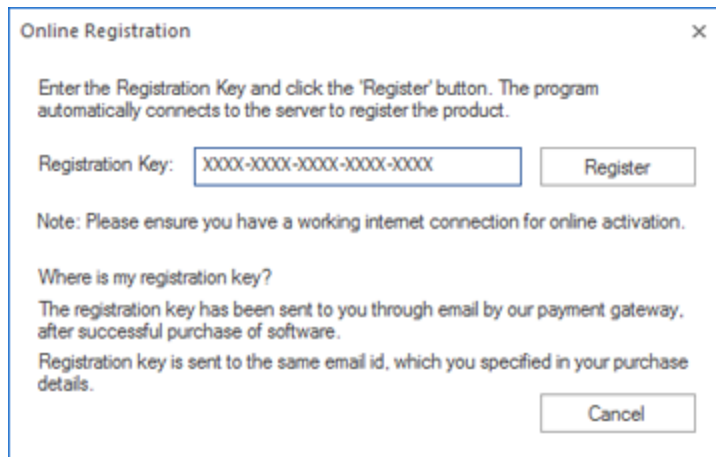 Online Registration
Enter the Registration Key and click the 'Register' button. The program
automatically connects to the server to register the product.
Registration Key: XXXX-XXXX-XXXX-XXXX-XXXX Register
Note: Please ensure you have a working internet connection for online activation.
Where is my registration key?
The registration key has been sent to you through email by our payment gateway,
after successful purchase of software.
Registration key is sent to the same email id, which you specified in your purchase
details.
Cancel